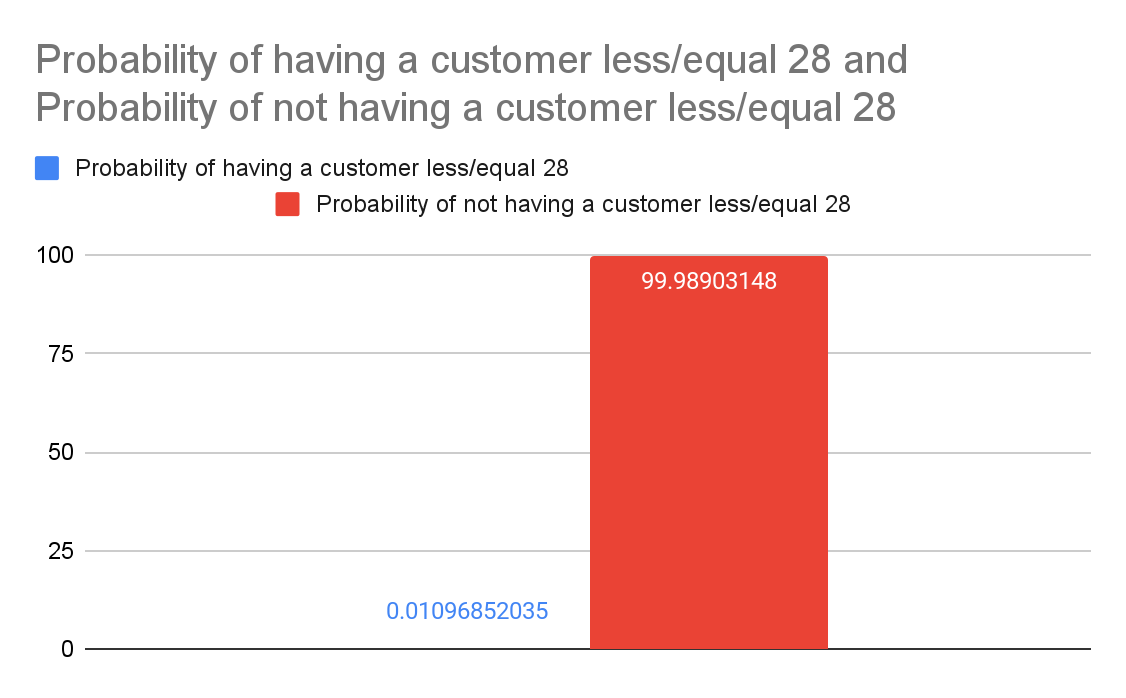 Probability of having a customer less/equal 28 and
Probability of not having a customer less/equal 28
Probability of having a customer less/equal 28
Probability of not having a customer less/equal 28
100
99.98903148
75
50
25
0.01096852035
0